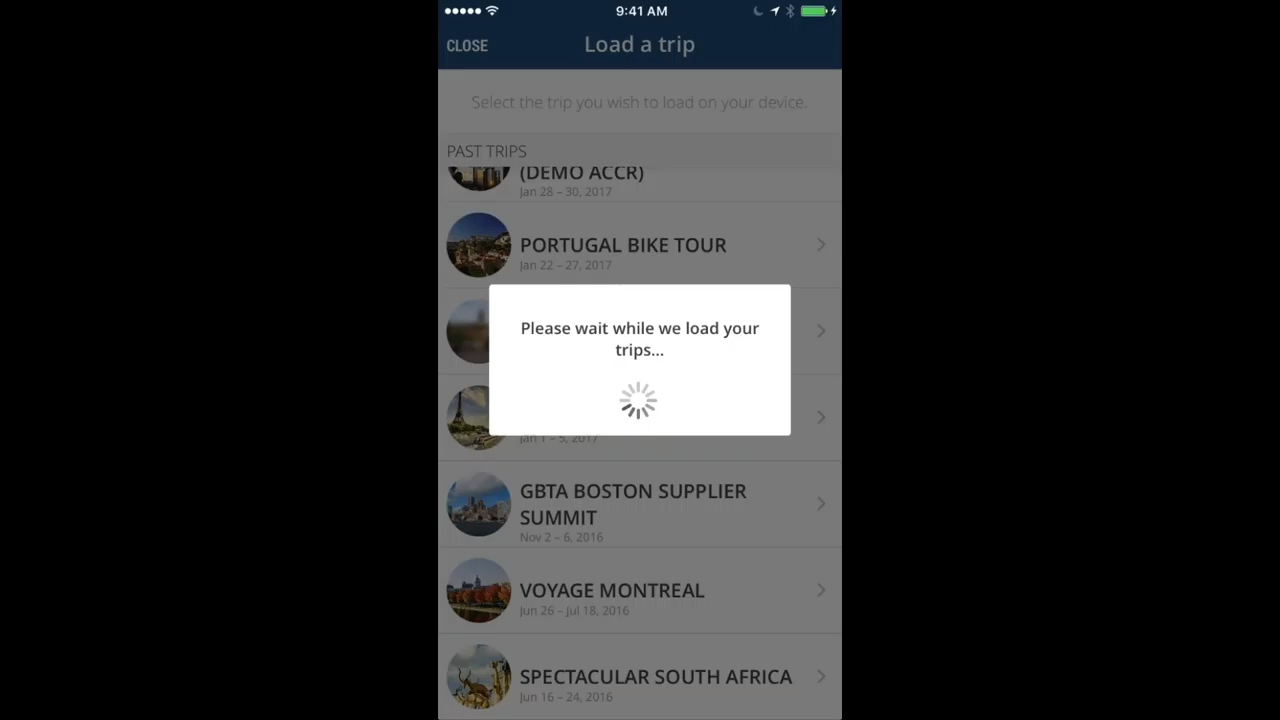 9:41 AM
CLOSE
Load a trip
Select the trip you wish to load on your device.
PAST TRIPS
(DEMO ACCR)
Jan 28 – 30, 2017
PORTUGAL BIKE TOUR
Jan 22 – 27, 2017
Please wait while we load your
trips...
Jan 1 – 5, 2017
GBTA BOSTON SUPPLIER
SUMMIT
Nov 2 – 6, 2016
VOYAGE MONTREAL
Jun 26 – Jul 18, 2016
SPECTACULAR SOUTH AFRICA
Jun 16 – 24, 2016